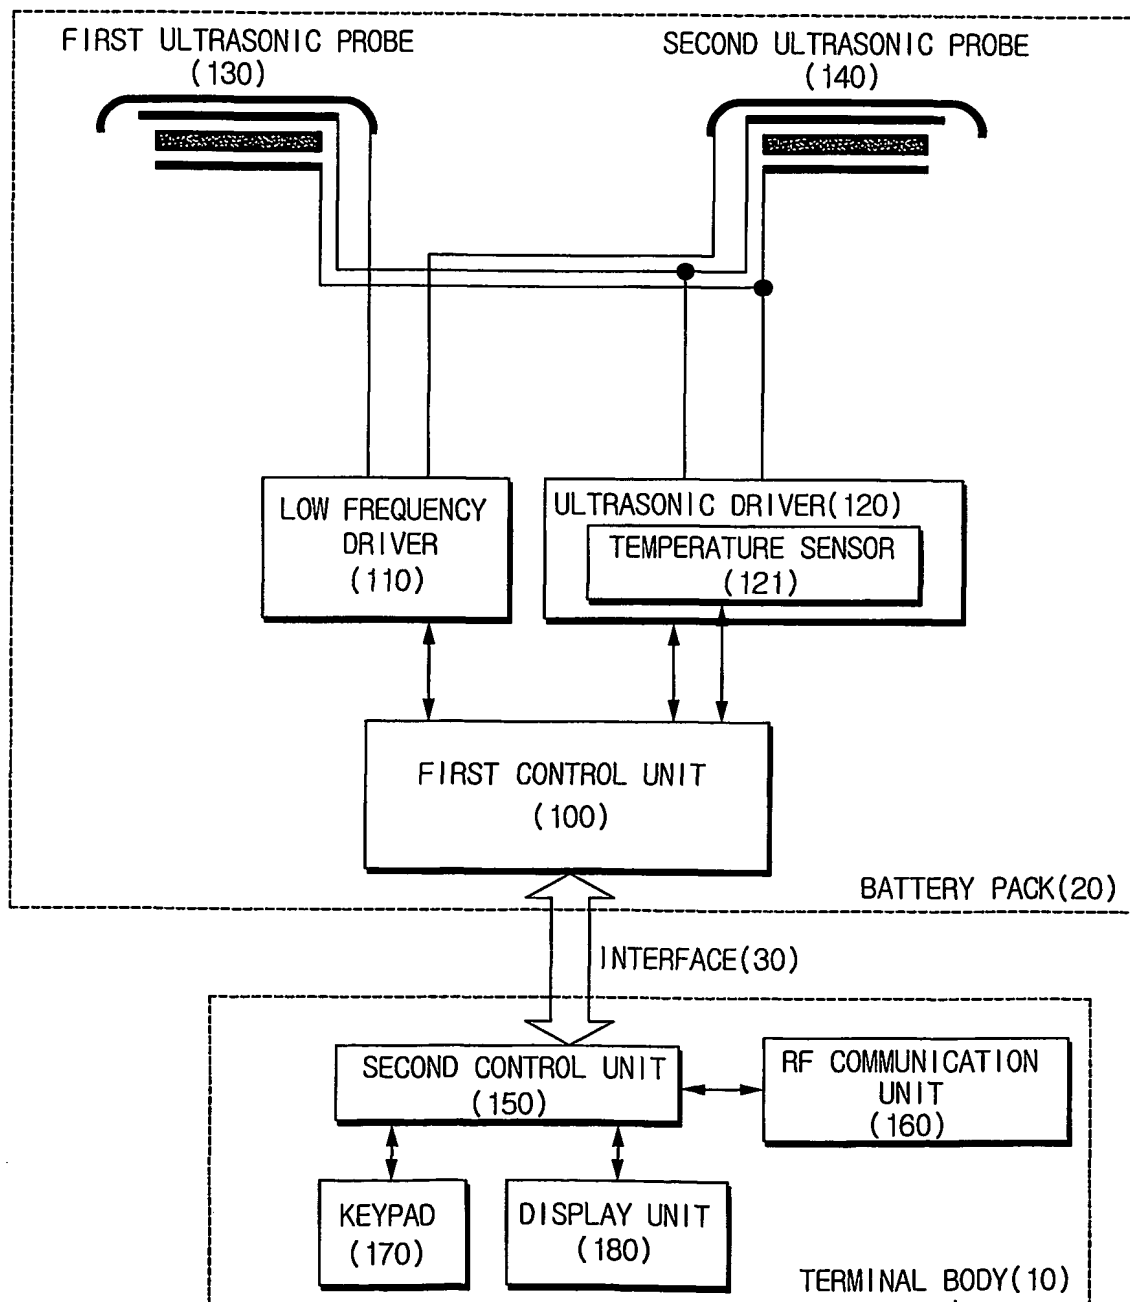 FIRST ULTRASONIC PROBE
(130)
SECOND ULTRASONIC PROBE
(140)
LOW FREQUENCY
DRIVER
(110)
ULTRASONIC DRIVER(120)
TEMPERATURE SENSOR
(121)
FIRST CONTROL UNIT
(100)
BATTERY PACK(20)
INTERFACE(30)
SECOND CONTROL UNIT
(150)
RF COMMUNICATION
UNIT
(160)
KEYPAD
(170)
DISPLAY UNIT
(180)
TERMINAL BODY(10)